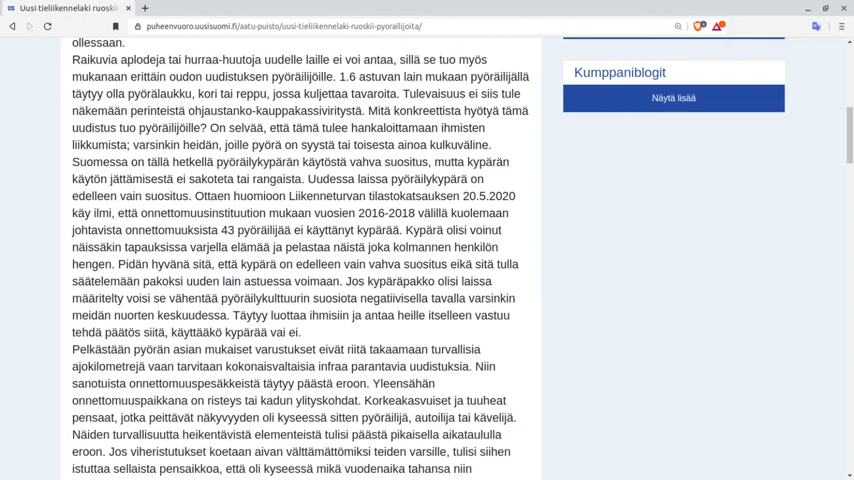 Uusi tieliikennelaki ruoskii
puheenvuoro.uusisuomi.fi/aatu-puisto/uusi-tieliikennelaki-ruoskii-pyorailijoita/
ollessaan.
Raikuvia aplodeja tai hurraa-huutoja uudelle laille ei voi antaa, sillä se tuo myös
mukanaan erittäin oudon uudistuksen pyöräilijöille. 1.6 astuvan lain mukaan pyöräilijällä
täytyy olla pyörälaukku, kori tai reppu, jossa kuljettaa tavaroita. Tulevaisuus ei siis tule
näkemään perinteistä ohjaustanko-kauppakassiviritystä. Mitä konkreettista hyötyä tämä
uudistus tuo pyöräilijöille? On selvää, että tämä tulee hankaloittamaan ihmisten
liikkumista; varsinkin heidän, joille pyörä on syystä tai toisesta ainoa kulkuväline.
Suomessa on tällä hetkellä pyöräilykypärän käytöstä vahva suositus, mutta kypärän
käytön jättämisestä ei sakoteta tai rangaista. Uudessa laissa pyöräilykypärä on
edelleen vain suositus. Ottaen huomioon Liikenneturvan tilastokatsauksen 20.5.2020
käy ilmi, että onnettomuusinstituution mukaan vuosien 2016-2018 välillä kuolemaan
johtavista onnettomuuksista 43 pyöräilijää ei käyttänyt kypärää. Kypärä olisi voinut
näissäkin tapauksissa varjella elämää ja pelastaa näistä joka kolmannen henkilön
hengen. Pidän hyvänä sitä, että kypärä on edelleen vain vahva suositus eikä sitä tulla
säätelemään pakoksi uuden lain astuessa voimaan. Jos kypäräpakko olisi laissa
määritelty voisi se vähentää pyöräilykulttuurin suosiota negatiivisella tavalla varsinkin
meidän nuorten keskuudessa. Täytyy luottaa ihmisiin ja antaa heille itselleen vastuu
tehdä päätös siitä, käyttääkö kypärää vai ei.
Pelkästään pyörän asian mukaiset varustukset eivät riitä takaamaan turvallisia
ajokilometrejä vaan tarvitaan kokonaisvaltaisia infraa parantavia uudistuksia. Niin
sanotuista onnettomuuspesäkkeistä täytyy päästä eroon. Yleensähän
onnettomuuspaikkana on risteys tai kadun ylityskohdat. Korkeakasvuiset ja tuuheat
pensaat, jotka peittävät näkyvyyden oli kyseessä sitten pyöräilijä, autoilija tai kävelijä.
Näiden turvallisuutta heikentävistä elementeistä tulisi päästä pikaisella aikataululla
eroon. Jos viheristutukset koetaan aivan välttämättömiksi teiden varsille, tulisi siihen
istuttaa sellaista pensaikkoa, että oli kyseessä mikä vuodenaika tahansa niin
Kumppaniblogit
Näytä lisää